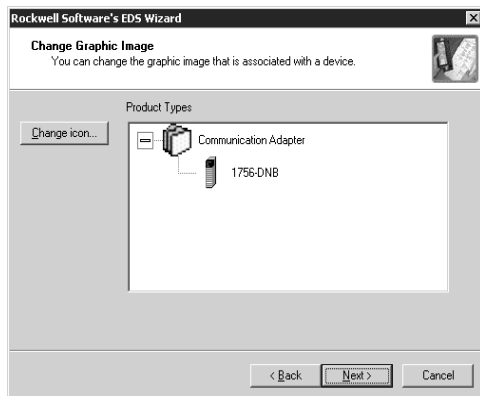 Rockwell Software's EDS Wizard
Change Graphic Image
You can change the graphic image that is associated with a device.
Product Types
Change icon...
Communication Adapter
1756-DNB
< Back
Next >
Cancel